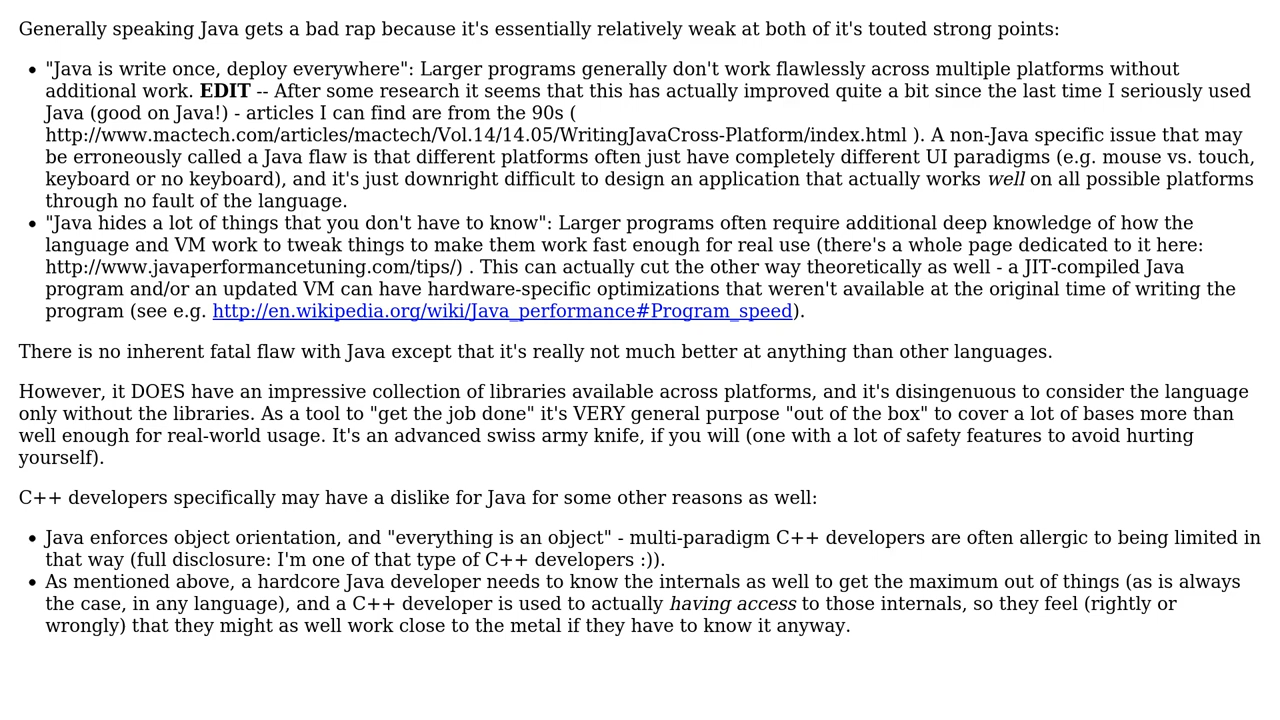 Generally speaking Java gets a bad rap because it's essentially relatively weak at both of it's touted strong points:
• "Java is write once, deploy everywhere": Larger programs generally don't work flawlessly across multiple platforms without
additional work. EDIT -- After some research it seems that this has actually improved quite a bit since the last time I seriously used
Java (good on Java!) - articles I can find are from the 90s (
http://www.mactech.com/articles/mactech/Vol.14/14.05/WritingJavaCross-Platform/index.html ). A non-Java specific issue that may
be erroneously called a Java flaw is that different platforms often just have completely different UI paradigms (e.g. mouse vs. touch,
keyboard or no keyboard), and it's just downright difficult to design an application that actually works well on all possible platforms
through no fault of the language.
• "Java hides a lot of things that you don't have to know": Larger programs often require additional deep knowledge of how the
language and VM work to tweak things to make them work fast enough for real use (there's a whole page dedicated to it here:
http://www.javaperformancetuning.com/tips/) . This can actually cut the other way theoretically as well - a JIT-compiled Java
program and/or an updated VM can have hardware-specific optimizations that weren't available at the original time of writing the
program (see e.g. http://en.wikipedia.org/wiki/Java_performance#Program_speed).
There is no inherent fatal flaw with Java except that it's really not much better at anything than other languages.
However, it DOES have an impressive collection of libraries available across platforms, and it's disingenuous to consider the language
only without the libraries. As a tool to "get the job done" it's VERY general purpose "out of the box" to cover a lot of bases more than
well enough for real-world usage. It's an advanced swiss army knife, if you will (one with a lot of safety features to avoid hurting
yourself).
C++ developers specifically may have a dislike for Java for some other reasons as well:
• Java enforces object orientation, and "everything is an object" - multi-paradigm C++ developers are often allergic to being limited in
that way (full disclosure: I'm one of that type of C++ developers :)).
• As mentioned above, a hardcore Java developer needs to know the internals as well to get the maximum out of things (as is always
the case, in any language), and a C++ developer is used to actually having access to those internals, so they feel (rightly or
wrongly) that they might as well work close to the metal if they have to know it anyway.